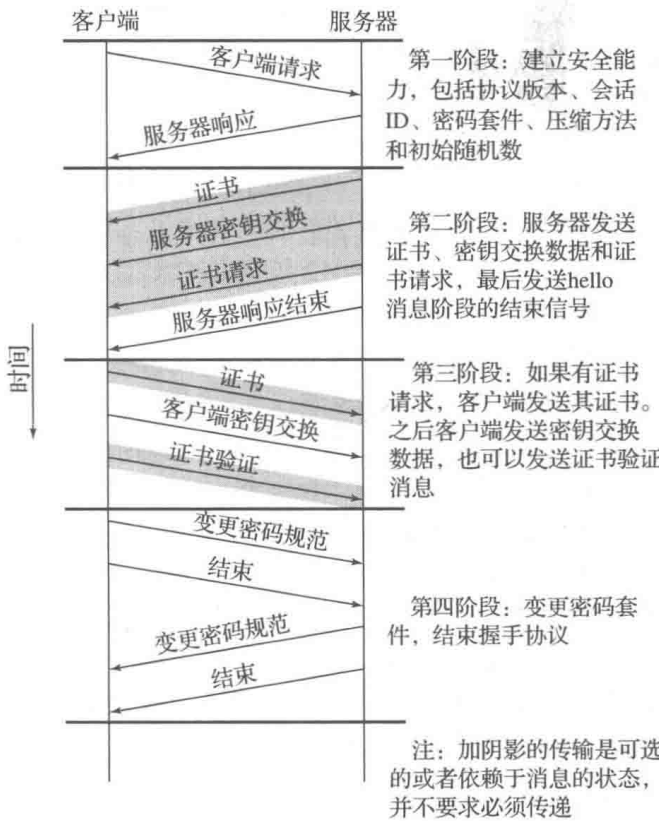 客户端
服务器
客户端请求
服务器响应
第一阶段：建立安全能
力，包括协议版本、会话
ID、密码套件、压缩方法
和初始随机数
证书
服务器密钥交换
证书请求
服务器响应结束
第二阶段：服务器发送
证书、密钥交换数据和证
书请求，最后发送hello
消息阶段的结束信号
时间
证书
客户端密钥交换
证书验证
第三阶段：如果有证书
请求，客户端发送其证书。
之后客户端发送密钥交换
数据，也可以发送证书验证
消息
变更密码规范
结束
变更密码规范
结束
第四阶段：变更密码套
件，结束握手协议
注：加阴影的传输是可选
的或者依赖于消息的状态，
并不要求必须传递